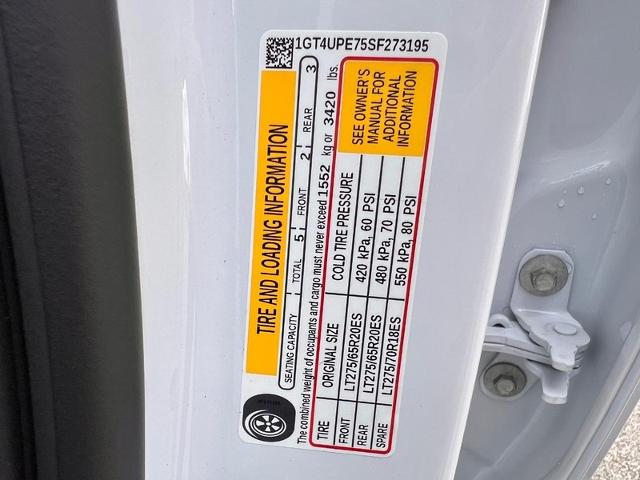 1GT4UPE75SF273195
TIRE AND LOADING INFORMATION
SEATING CAPACITY TOTAL 5 FRONT 2 REAR 3
The combined weight of occupants and cargo must never exceed 1552 kg or 3420 lbs.
TIRE ORIGINAL SIZE COLD TIRE PRESSURE
FRONT LT275/65R20ES 420 kPa, 60 PSI
REAR LT275/65R20ES 480 kPa, 70 PSI
SPARE LT275/70R18ES 550 kPa, 80 PSI
SEE OWNER'S
MANUAL FOR
ADDITIONAL
INFORMATION